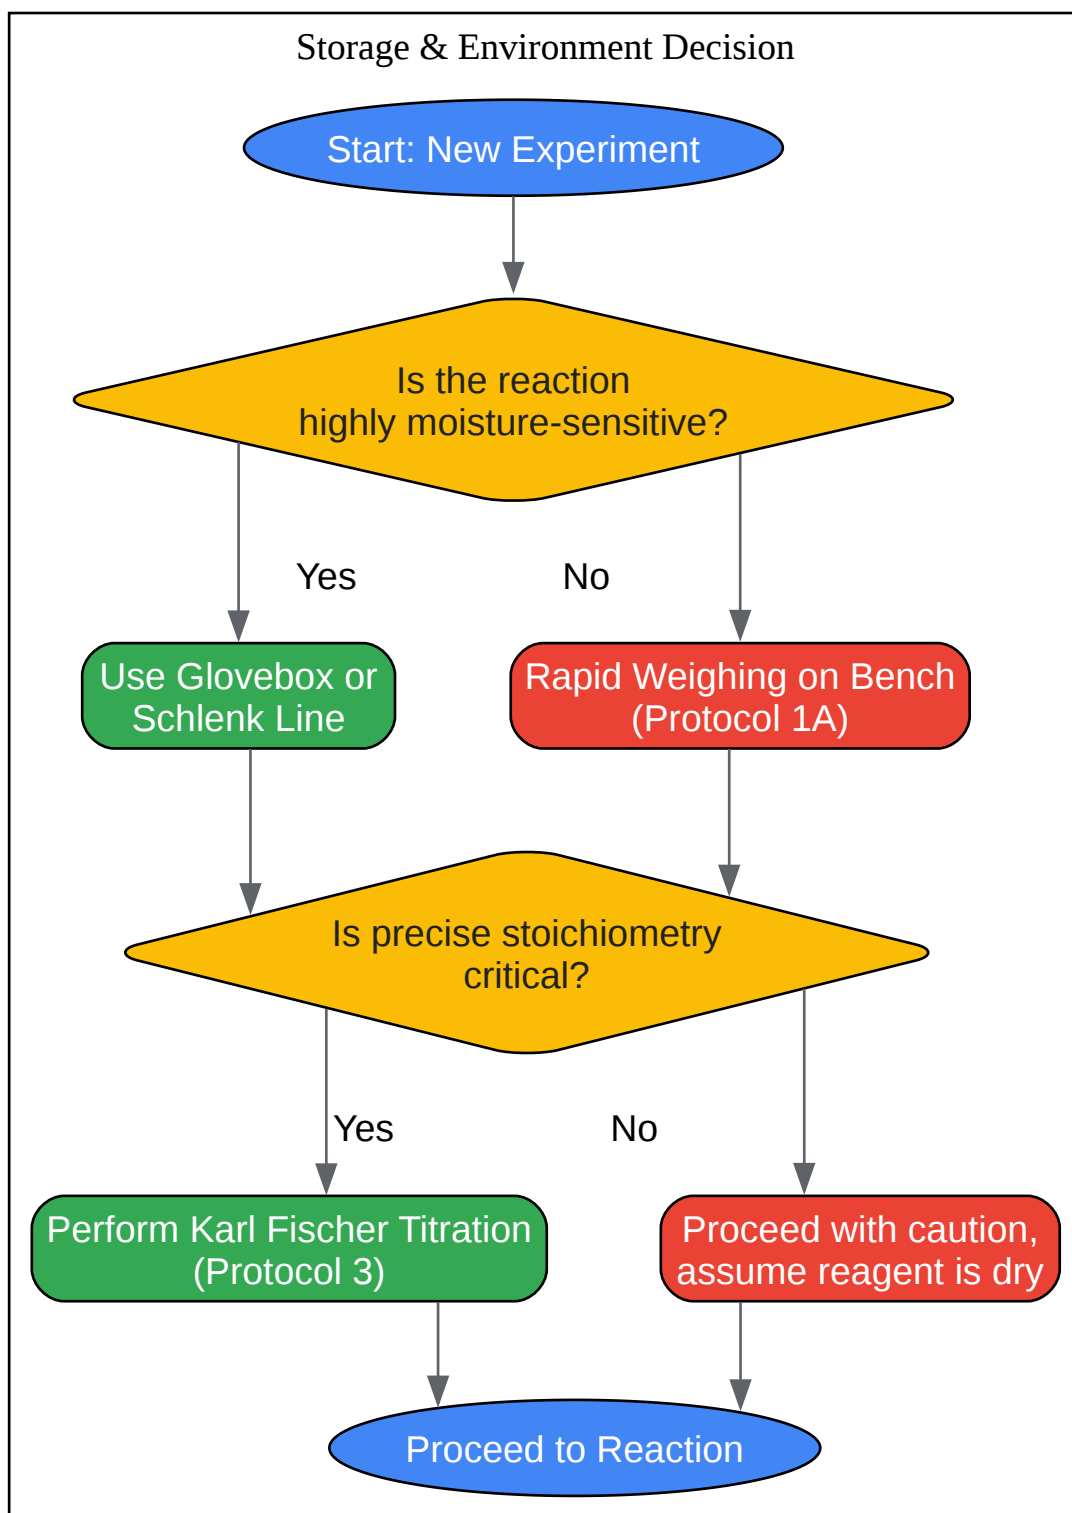 Storage & Environment Decision
Start: New Experiment
Is the reaction
highly moisture-sensitive?
Yes
No
Use Glovebox or
Schlenk Line
Rapid Weighing on Bench
(Protocol 1A)
Is precise stoichiometry
critical?
Yes
No
Perform Karl Fischer Titration
(Protocol 3)
Proceed with caution,
assume reagent is dry
Proceed to Reaction